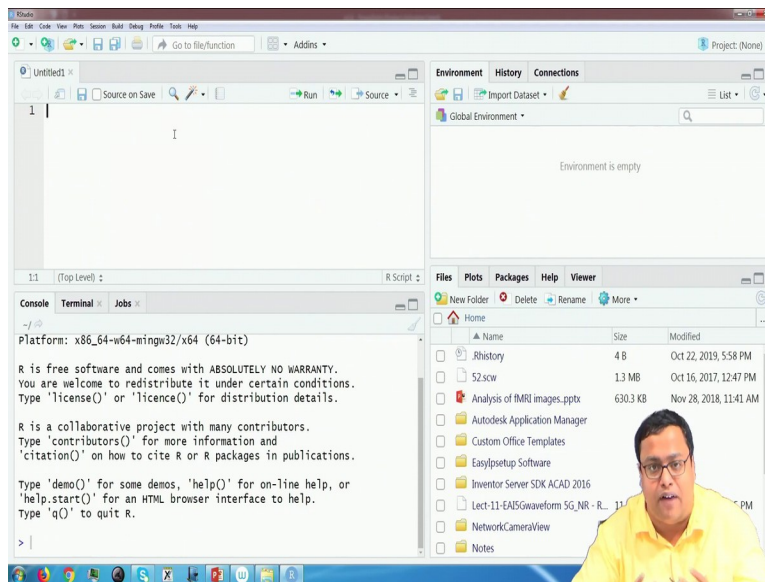 RStudio
File Edit Code View Plots Session Build Debug Profile Tools Help
Go to file/function Addins Project: (None)
Untitled1
Source on Save Run Source
1
1:1 (Top Level) R Script
Console Terminal Jobs
~/
Platform: x86_64-w64-mingw32/x64 (64-bit)
R is free software and comes with ABSOLUTELY NO WARRANTY.
You are welcome to redistribute it under certain conditions.
Type 'license()' or 'licence()' for distribution details.
R is a collaborative project with many contributors.
Type 'contributors()' for more information and
'citation()' on how to cite R or R packages in publications.
Type 'demo()' for some demos, 'help()' for on-line help, or
'help.start()' for an HTML browser interface to help.
Type 'q()' to quit R.
>
Environment History Connections
Import Dataset List
Global Environment
Environment is empty
Files Plots Packages Help Viewer
New Folder Delete Rename More
Home ..
Name Size Modified
.Rhistory 4 B Oct 22, 2019, 5:58 PM
52.scw 1.3 MB Oct 16, 2017, 12:47 PM
Analysis of fMRI images..pptx 630.3 KB Nov 28, 2018, 11:41 AM
Autodesk Application Manager
Custom Office Templates
EasyIpsetup Software
Inventor Server SDK ACAD 2016
Lect-11-EAI5Gwaveform 5G_NR - R... 11 PM
NetworkCameraView
Notes